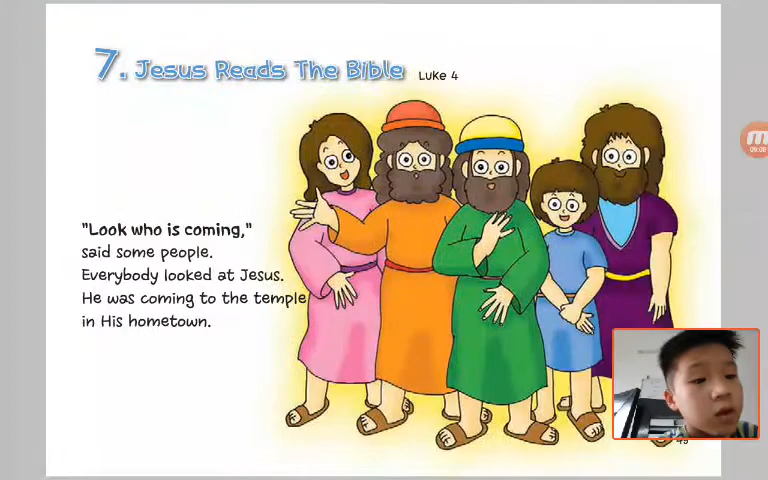 7. Jesus Reads The Bible Luke 4
"Look who is coming,"
said some people.
Everybody looked at Jesus.
He was coming to the temple
in His hometown.
49